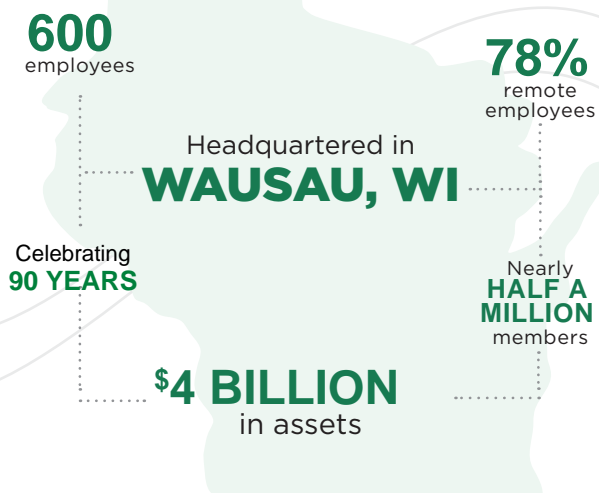 600
employees
78%
remote
employees
Headquartered in
WAUSAU, WI
Celebrating
90 YEARS
Nearly
HALF A
MILLION
members
$4 BILLION
in assets